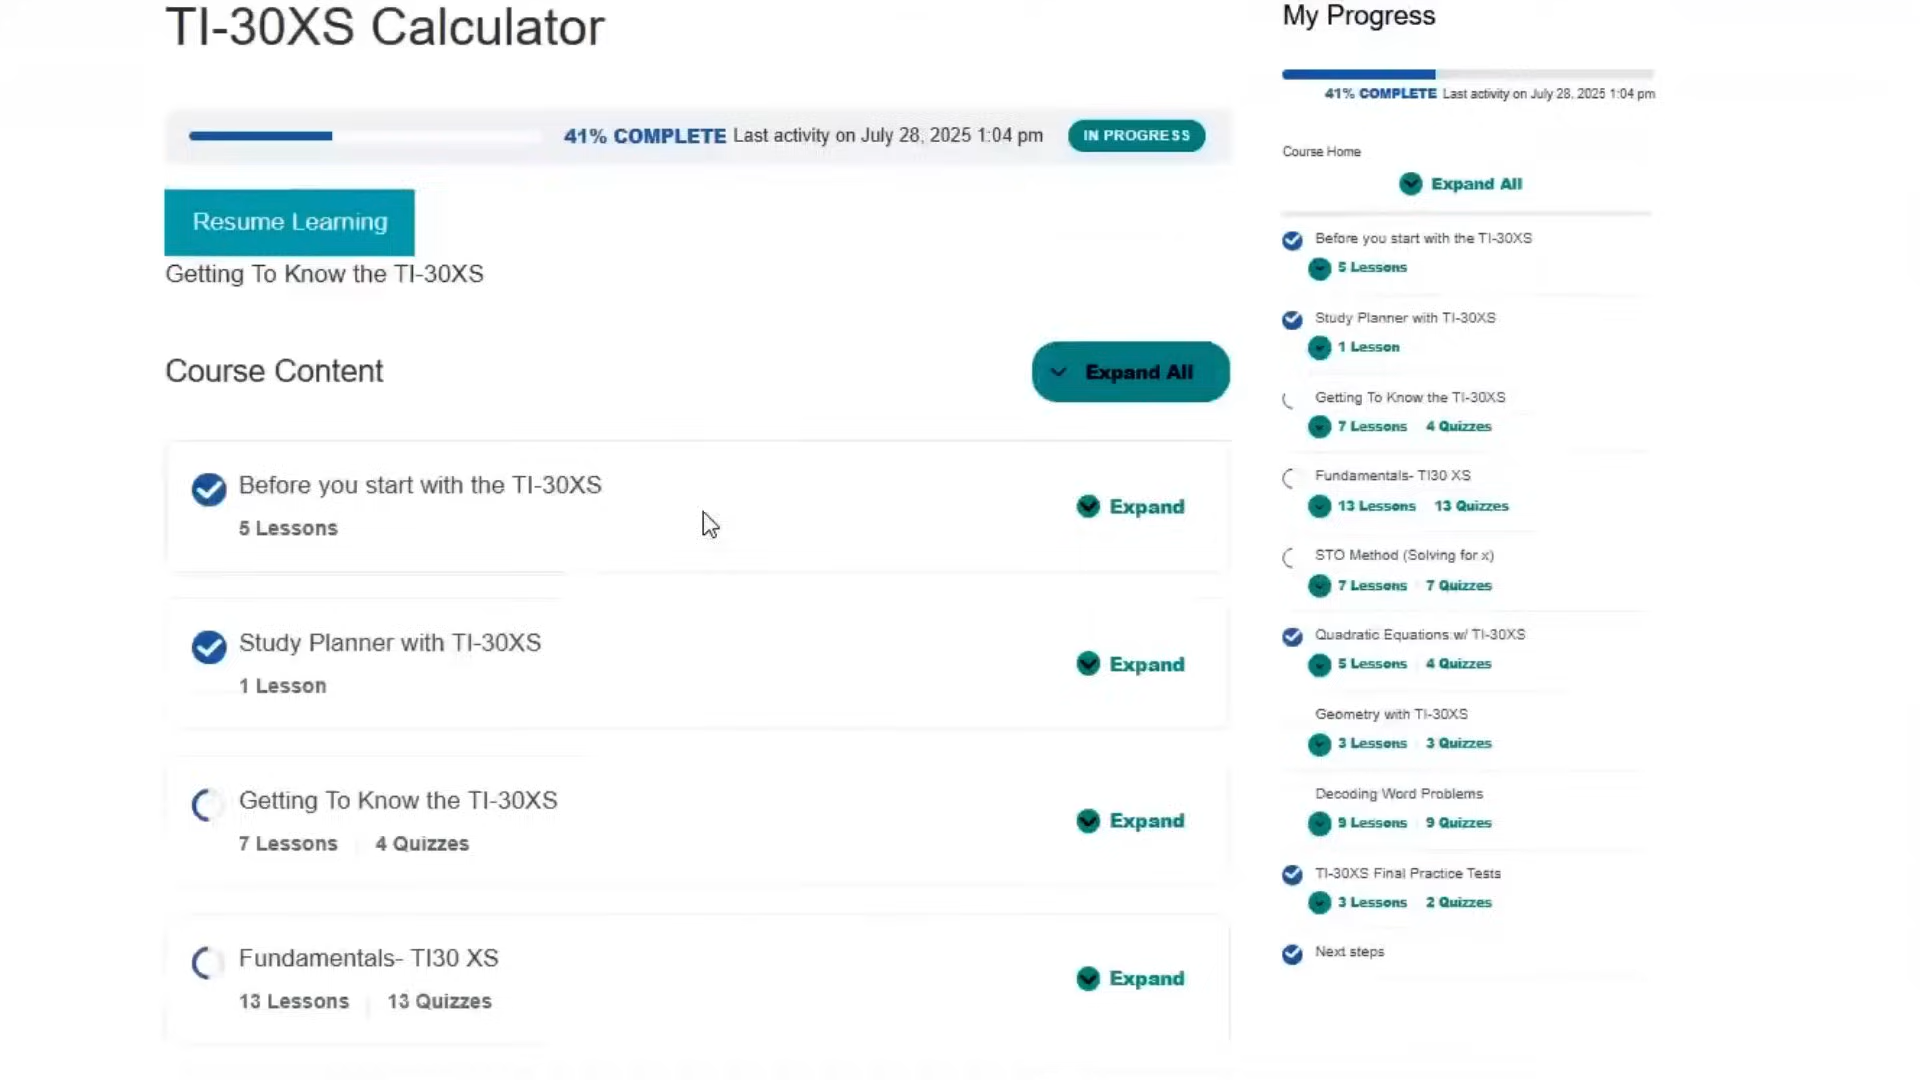 TI-30XS Calculator
41% COMPLETE Last activity on July 28, 2025 1:04 pm
IN PROGRESS
Resume Learning
Getting To Know the TI-30XS
Course Content
Expand All
Before you start with the TI-30XS
5 Lessons
Expand
Study Planner with TI-30XS
1 Lesson
Expand
Getting To Know the TI-30XS
7 Lessons 4 Quizzes
Expand
Fundamentals- TI30 XS
13 Lessons 13 Quizzes
Expand
My Progress
41% COMPLETE Last activity on July 28, 2025 1:04 pm
Course Home
Expand All
Before you start with the TI-30XS
5 Lessons
Study Planner with TI-30XS
1 Lesson
Getting To Know the TI-30XS
7 Lessons 4 Quizzes
Fundamentals- TI30 XS
13 Lessons 13 Quizzes
STO Method (Solving for x)
7 Lessons 7 Quizzes
Quadratic Equations w/ TI-30XS
5 Lessons 4 Quizzes
Geometry with TI-30XS
3 Lessons 3 Quizzes
Decoding Word Problems
9 Lessons 9 Quizzes
TI-30XS Final Practice Tests
3 Lessons 2 Quizzes
Next steps